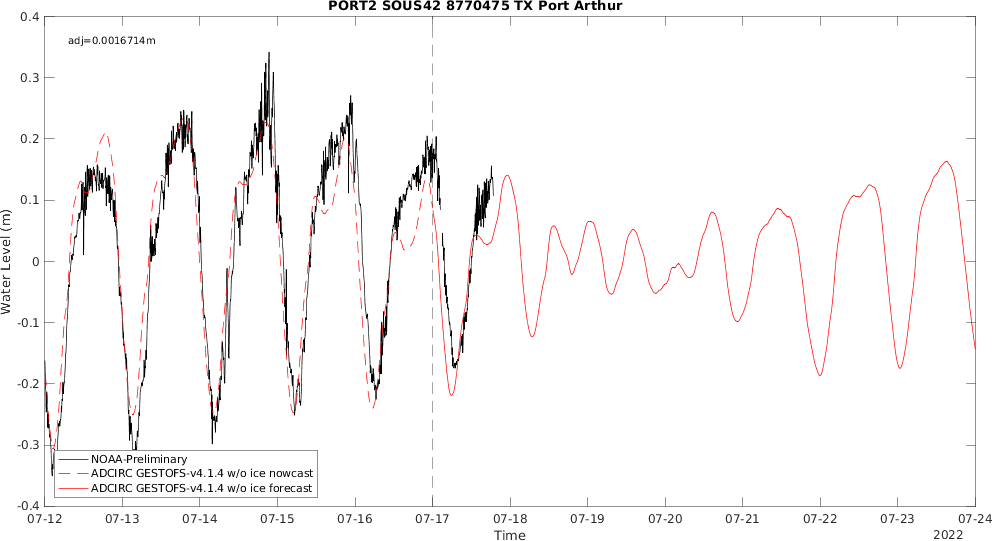 PORT2 SOUS42 8770475 TX Port Arthur
adj=0.0016714m
0.4
0.3
0.2
0.1
0
-0.1
-0.2
-0.3
-0.4
Water Level (m)
NOAA-Preliminary
ADCIRC GESTOFS-v4.1.4 w/o ice nowcast
ADCIRC GESTOFS-v4.1.4 w/o ice forecast
07-12 07-13 07-14 07-15 07-16 07-17 07-18 07-19 07-20 07-21 07-22 07-23 07-24
Time
2022